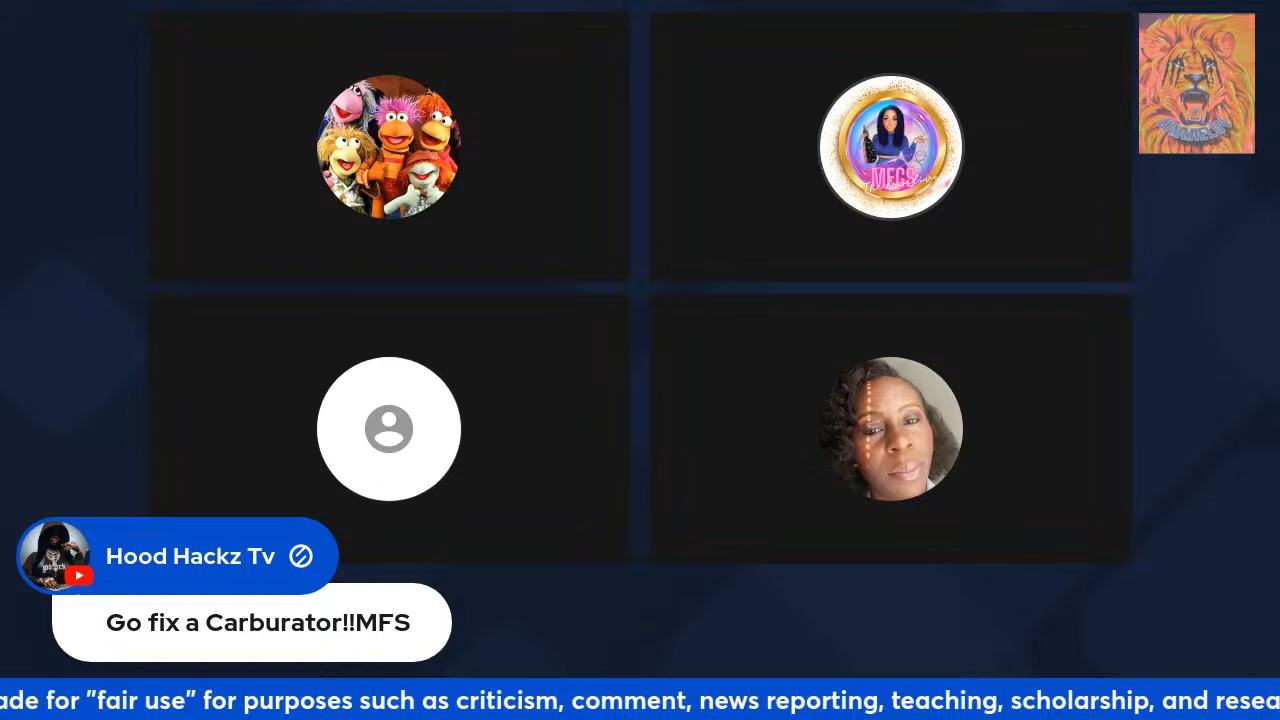 MEGS
Hood Hackz Tv
Go fix a Carburator!!MFS
ade for "fair use" for purposes such as criticism, comment, news reporting, teaching, scholarship, and resea